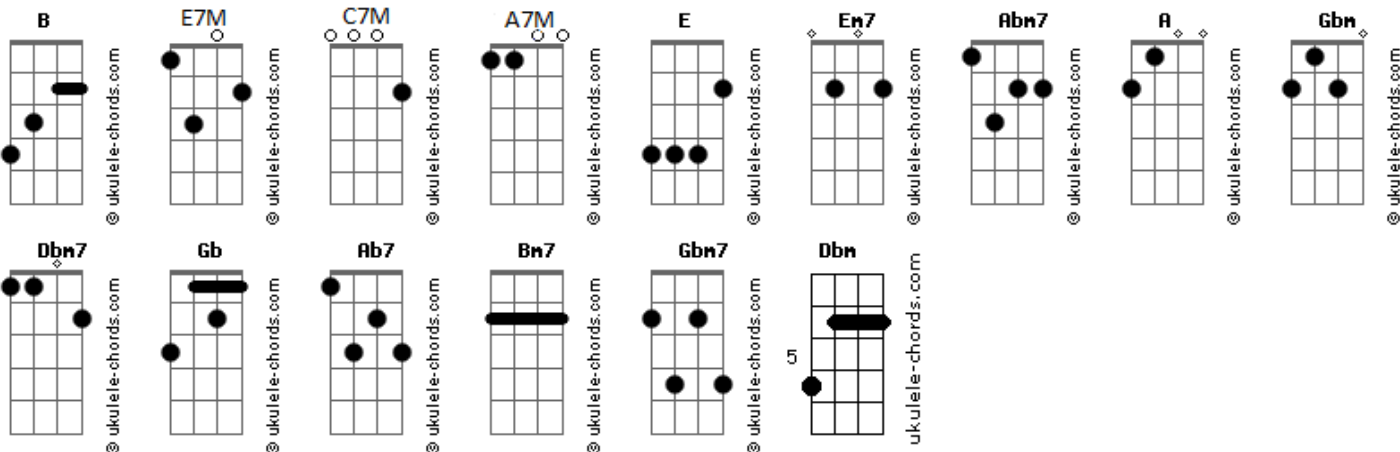 B E7M C7M A7M E Em7 Abm7 A Gbm
© ukulele-chords.com © ukulele-chords.com © ukulele-chords.com © ukulele-chords.com © ukulele-chords.com © ukulele-chords.com © ukulele-chords.com © ukulele-chords.com © ukulele-chords.com
Dbm7 Gb Ab7 Bm7 Gbm7 Dbm
© ukulele-chords.com © ukulele-chords.com © ukulele-chords.com © ukulele-chords.com © ukulele-chords.com ukulele-chords.com
5